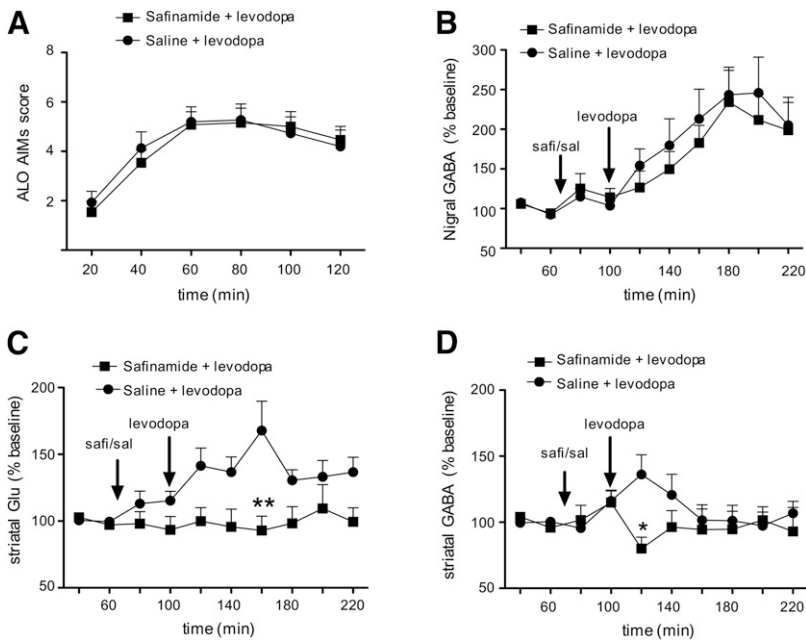 A
Safinamide + levodopa
Saline + levodopa
ALO AIMs score
8
6
4
2
20 40 60 80 100 120
time (min)
B
Safinamide + levodopa
Saline + levodopa
Nigral GABA (% baseline)
300
250
200
150
100
50
safi/sal
levodopa
60 100 140 180 220
time (min)
C
Safinamide + levodopa
Saline + levodopa
striatal Glu (% baseline)
200
150
100
50
safi/sal
levodopa
**
60 100 140 180 220
time (min)
D
Safinamide + levodopa
Saline + levodopa
striatal GABA (% baseline)
200
150
100
50
safi/sal
levodopa
*
60 100 140 180 220
time (min)